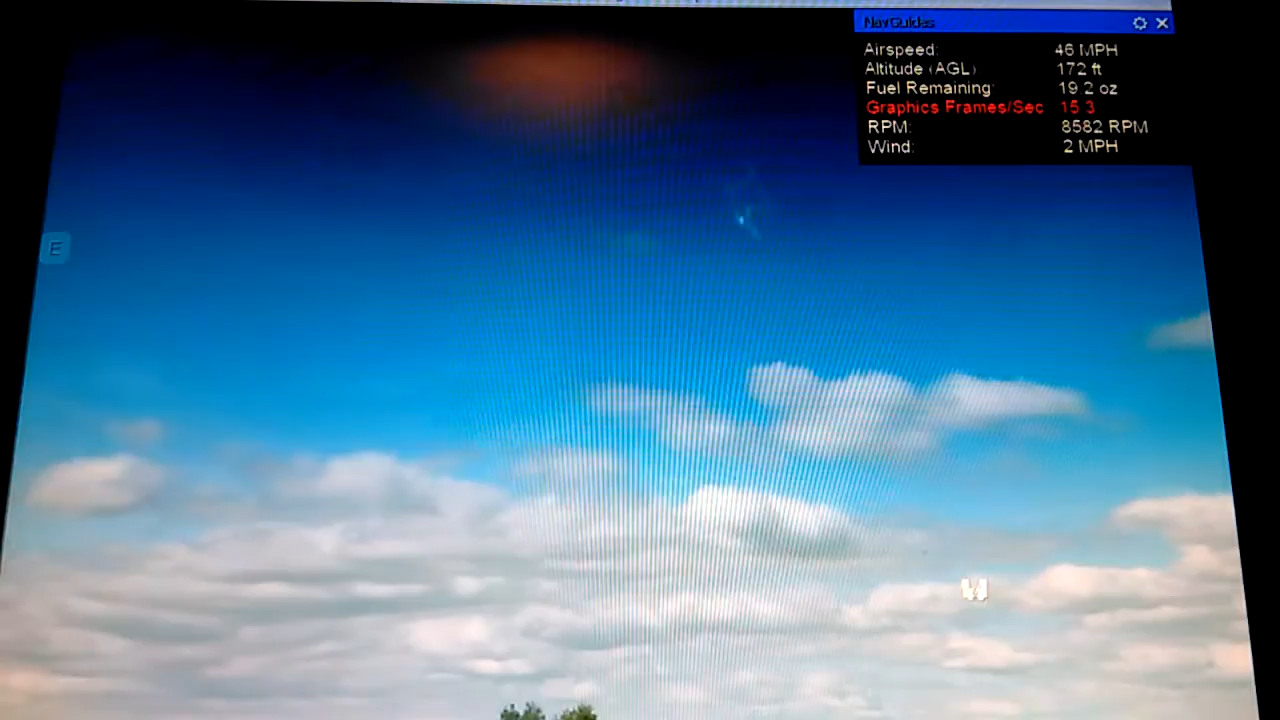 NavGuides
Airspeed: 46 MPH
Altitude (AGL) 172 ft
Fuel Remaining: 19.2 oz
Graphics Frames/Sec 15.3
RPM: 8582 RPM
Wind: 2 MPH
E
W